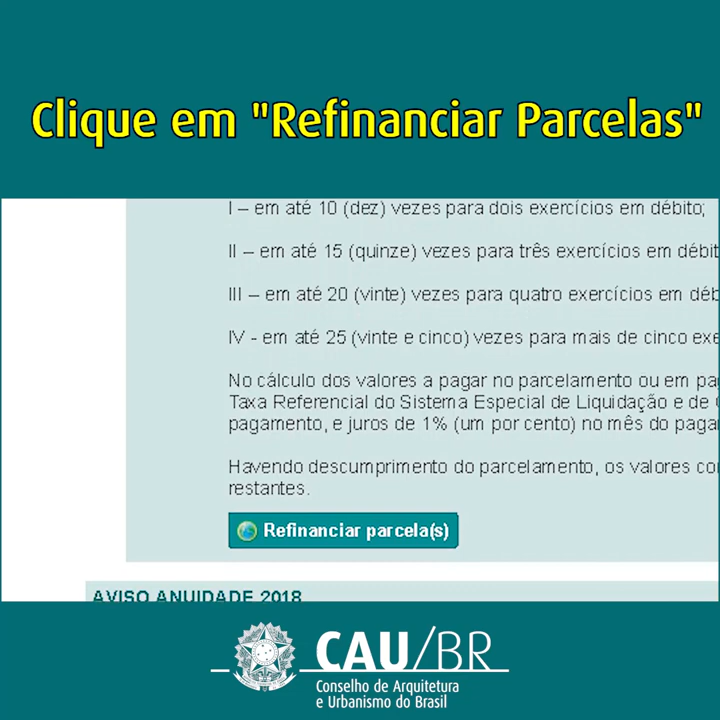 Clique em "Refinanciar Parcelas"
I – em até 10 (dez) vezes para dois exercícios em débito;
II – em até 15 (quinze) vezes para três exercícios em débit
III – em até 20 (vinte) vezes para quatro exercícios em déb
IV - em até 25 (vinte e cinco) vezes para mais de cinco exe
No cálculo dos valores a pagar no parcelamento ou em pa
Taxa Referencial do Sistema Especial de Liquidação e de
pagamento, e juros de 1% (um por cento) no mês do paga
Havendo descumprimento do parcelamento, os valores co
restantes.
Refinanciar parcela(s)
AVISO ANUIDADE 2018
CAU/BR
Conselho de Arquitetura
e Urbanismo do Brasil